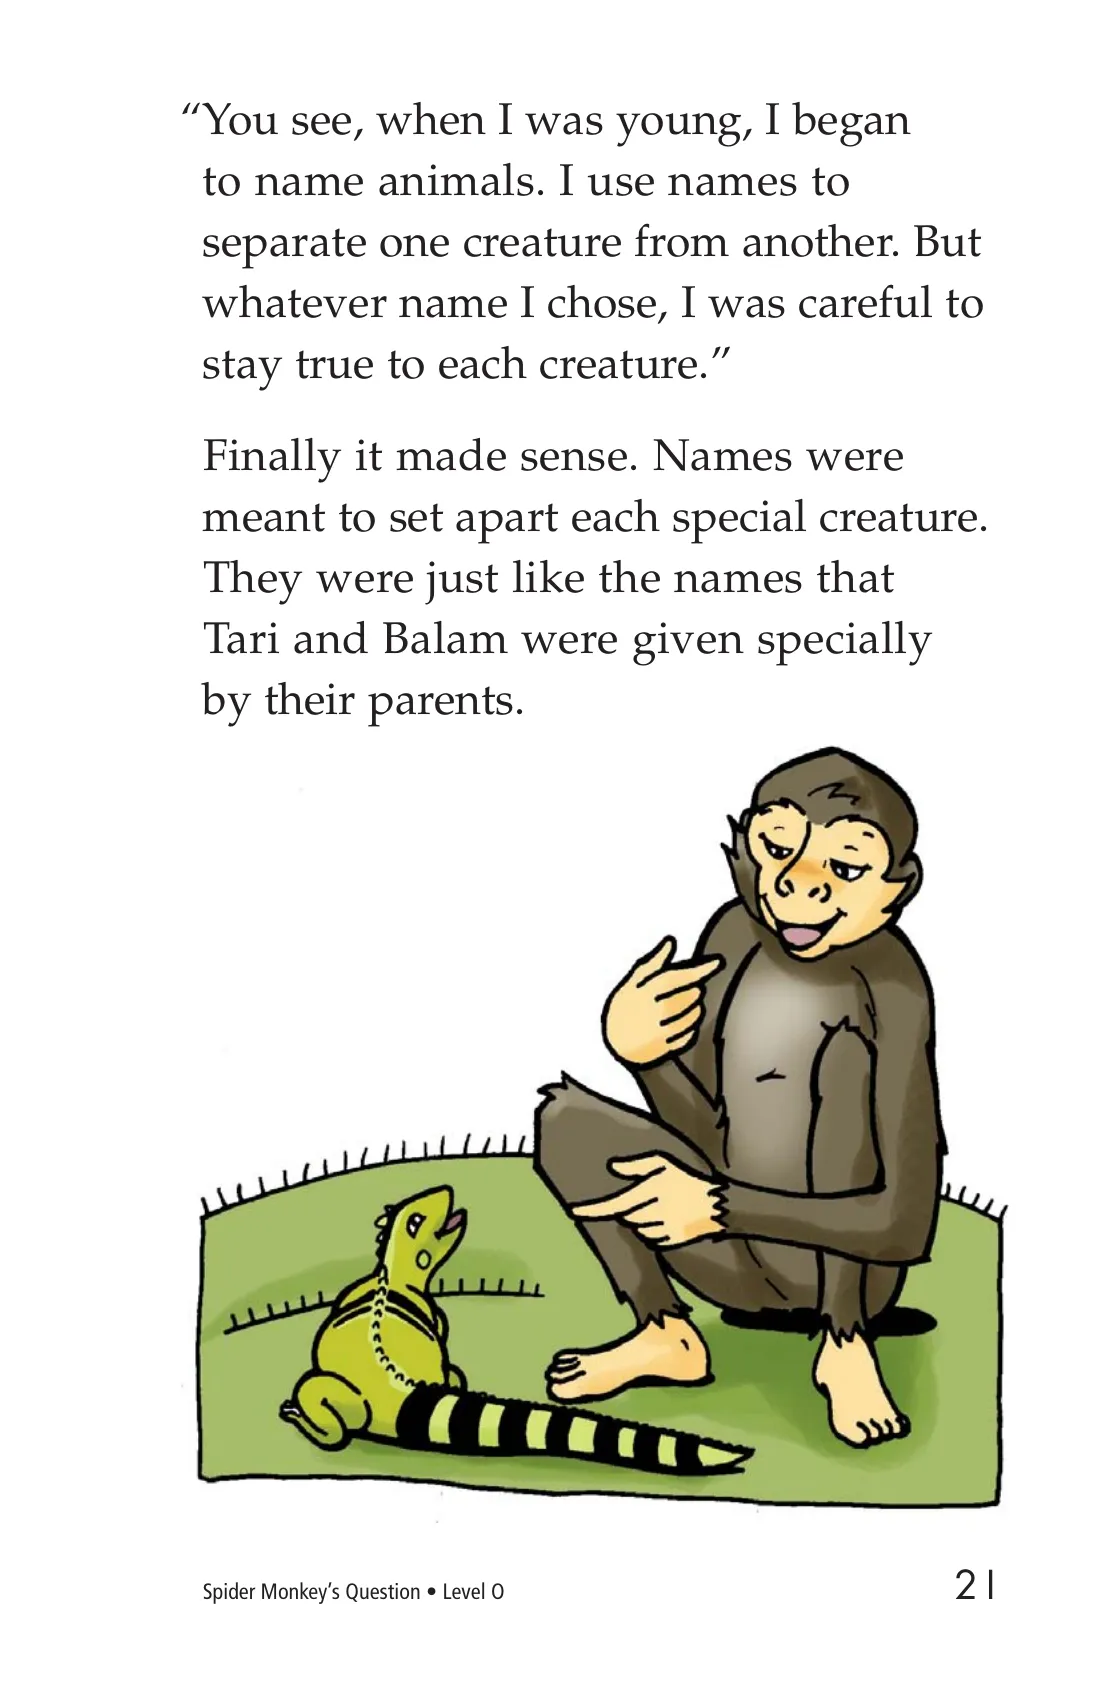 “You see, when I was young, I began
to name animals. I use names to
separate one creature from another. But
whatever name I chose, I was careful to
stay true to each creature.”
Finally it made sense. Names were
meant to set apart each special creature.
They were just like the names that
Tari and Balam were given specially
by their parents.
Spider Monkey’s Question • Level O
21